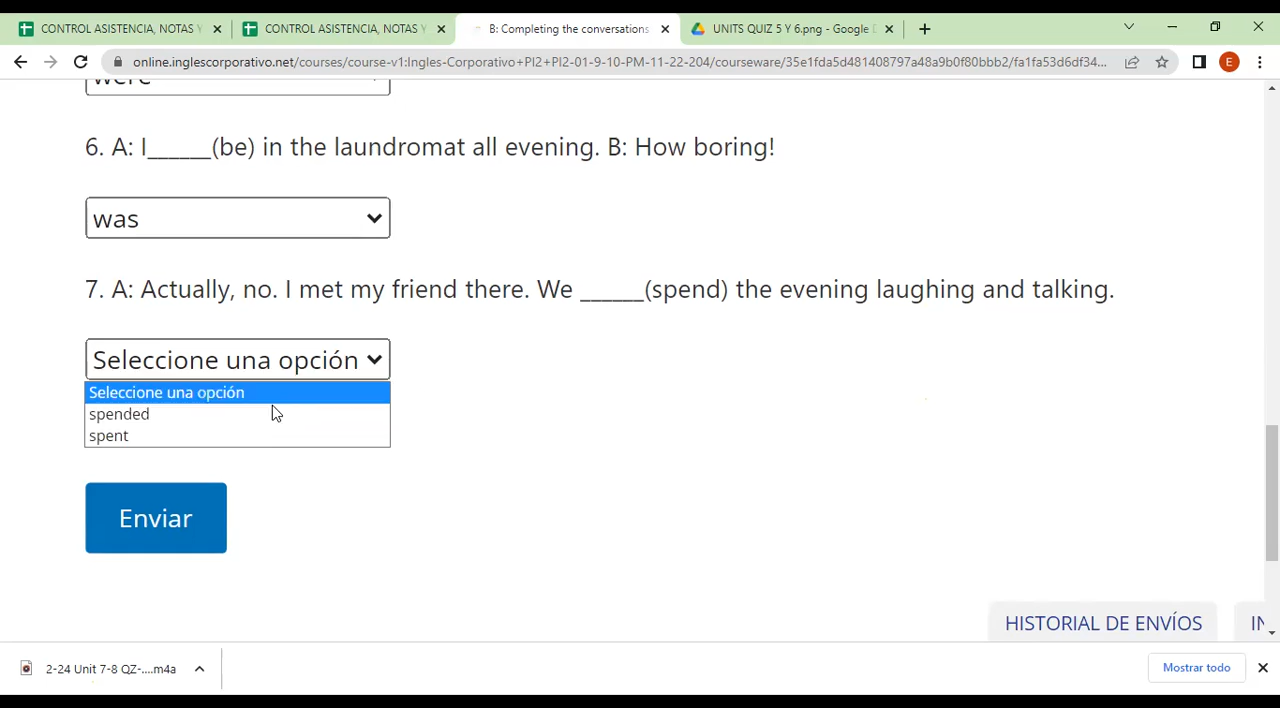 CONTROL ASISTENCIA, NOTAS Y
CONTROL ASISTENCIA, NOTAS Y
B: Completing the conversations
UNITS QUIZ 5 Y 6.png - Google D
online.inglescorporativo.net/courses/course-v1:Ingles-Corporativo+PI2+PI2-01-9-10-PM-11-22-204/courseware/35e1fda5d481408797a48a9b0f80bbb2/fa1fa53d6df34...
E
were
6. A: I______(be) in the laundromat all evening. B: How boring!
was
7. A: Actually, no. I met my friend there. We ______(spend) the evening laughing and talking.
Seleccione una opción
Seleccione una opción
spended
spent
Enviar
HISTORIAL DE ENVÍOS
IN
2-24 Unit 7-8 QZ-....m4a
Mostrar todo